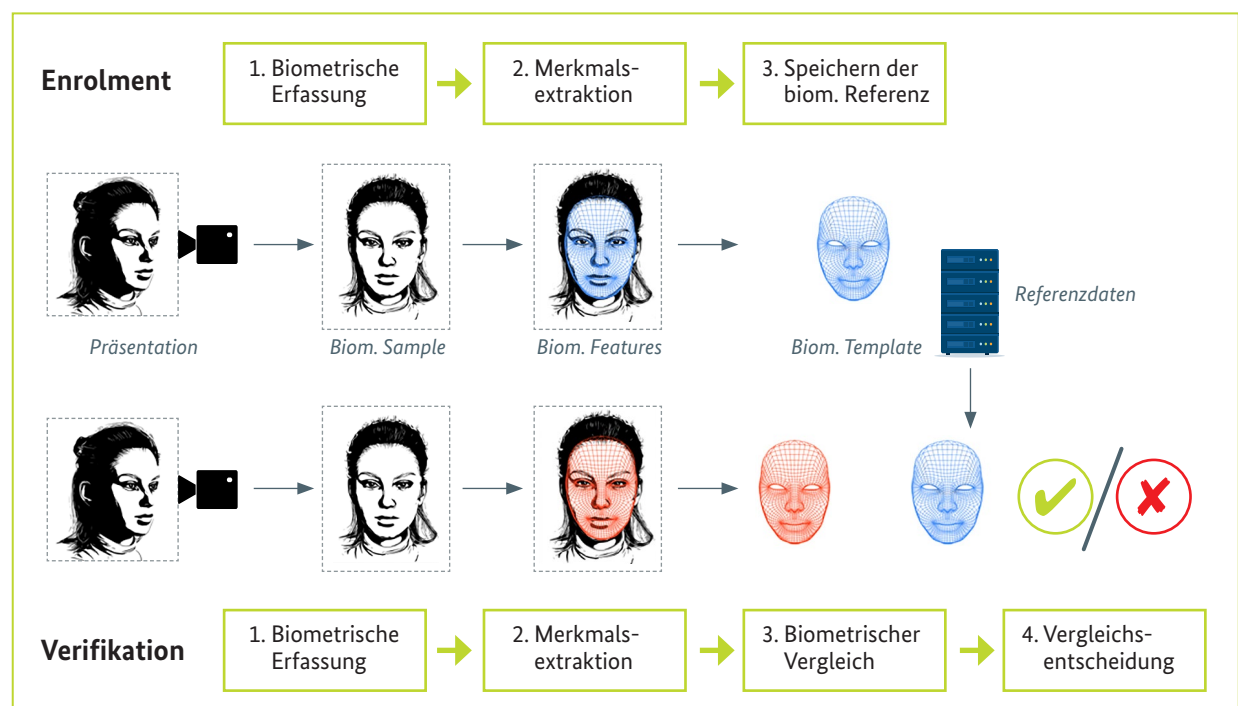 Enrolment
1. Biometrische
Erfassung
2. Merkmals-
extraktion
3. Speichern der
biom. Referenz
Präsentation
Biom. Sample
Biom. Features
Biom. Template
Referenzdaten
Verifikation
1. Biometrische
Erfassung
2. Merkmals-
extraktion
3. Biometrischer
Vergleich
4. Vergleichs-
entscheidung